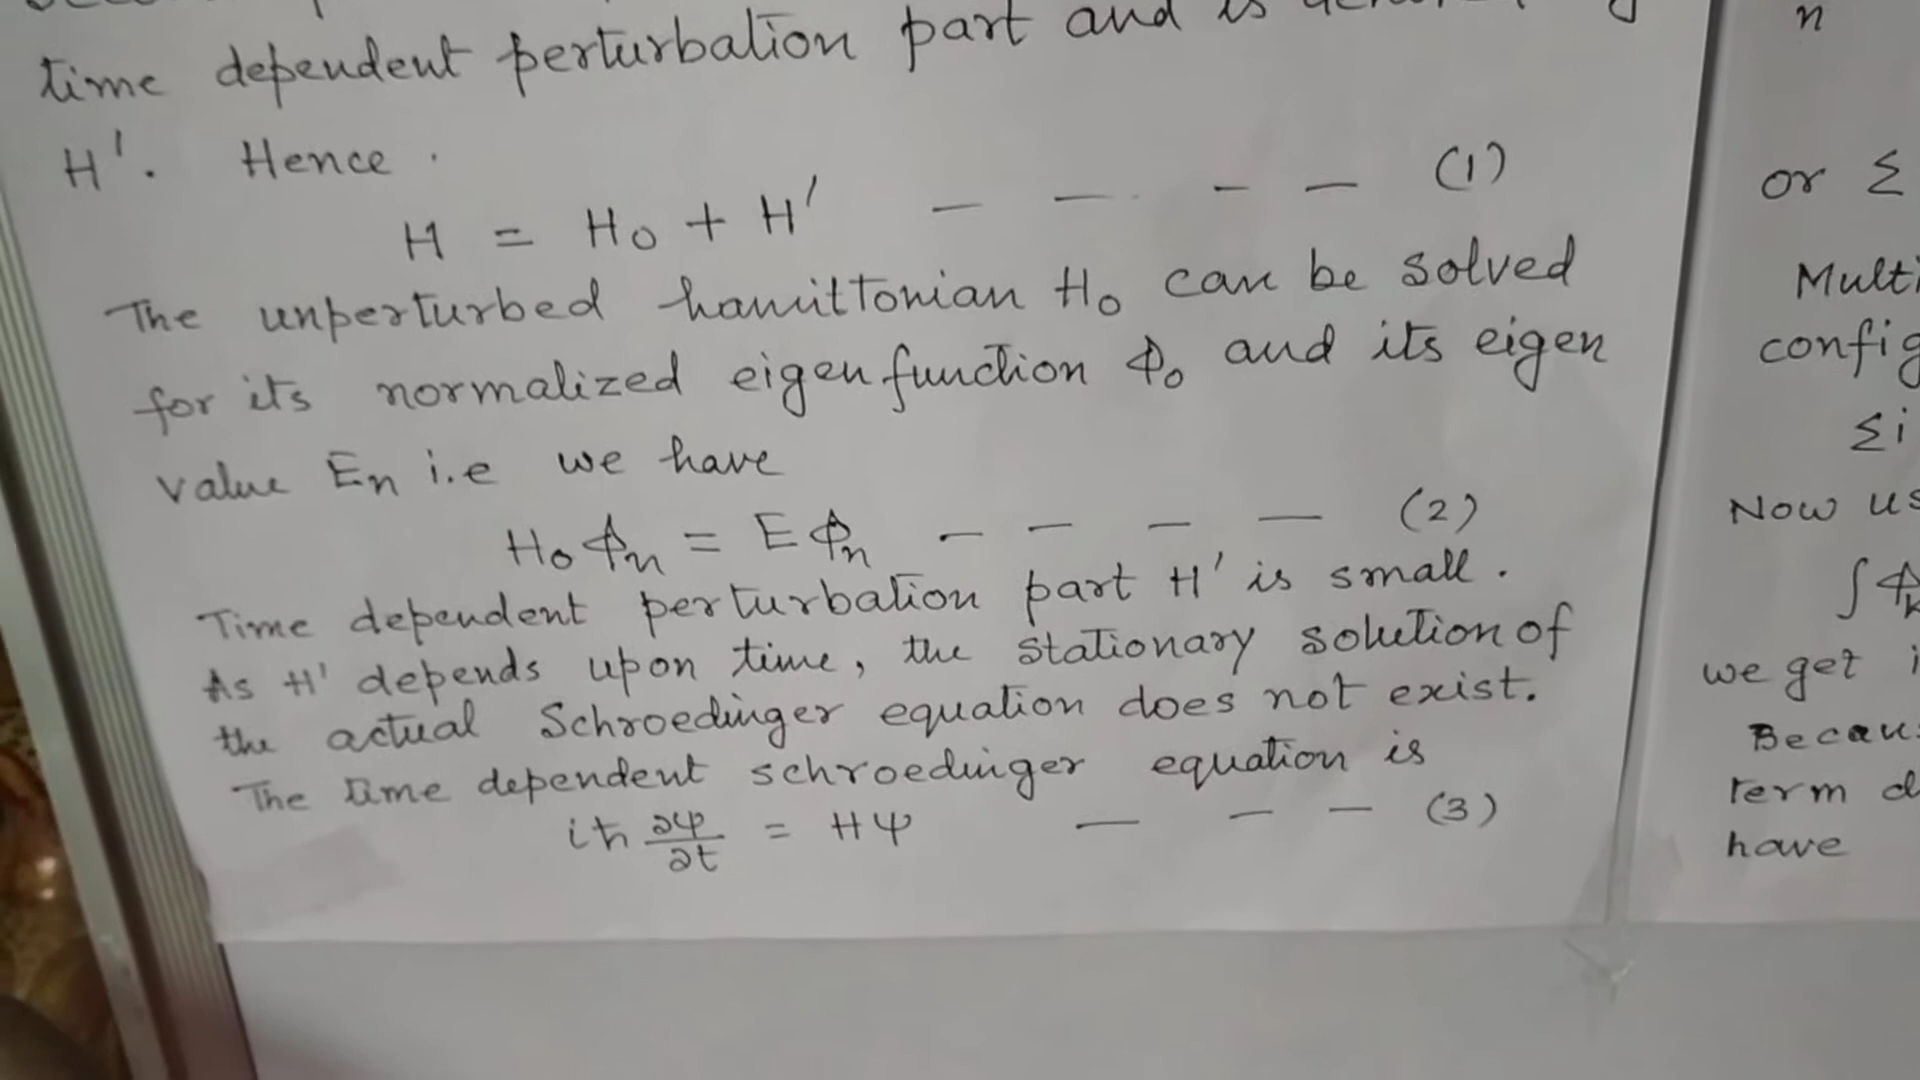 time dependent perturbation part and is
H'. Hence
H = H₀ + H' — — — — (1)
The unperturbed hamiltonian H₀ can be solved
for its normalized eigen function ϕ₀ and its eigen
value Eₙ i.e we have
H₀ϕₙ = Eϕₙ — — — — (2)
Time dependent perturbation part H' is small.
As H' depends upon time, the stationary solution of
the actual Schroedinger equation does not exist.
The time dependent schroedinger equation is
iħ ∂ψ/∂t = Hψ — — — (3)
n
or Σ
Multi
config
Σi
Now us
∫ϕ
we get i
Becau
term d
have